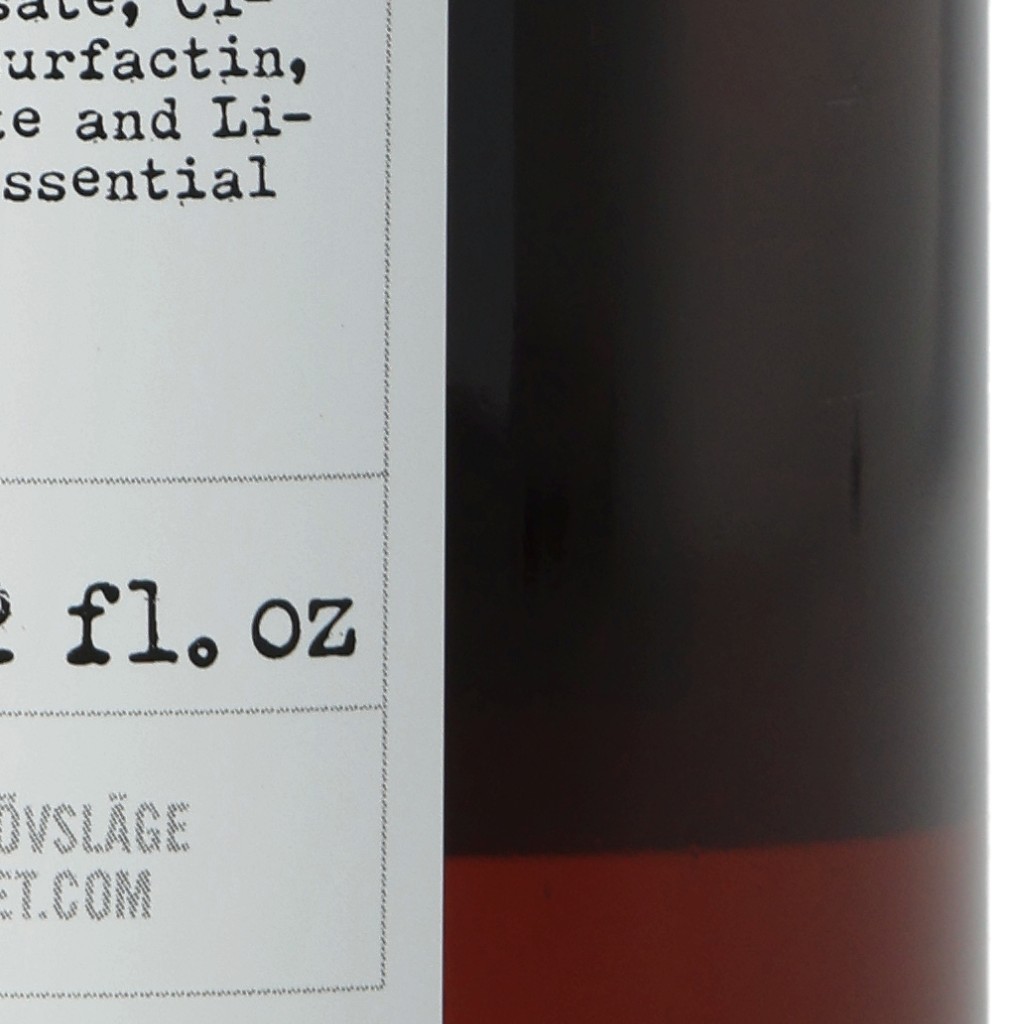 urfactin,
and Li-
ssential
fl. oz
ÖVSLÄGE
ET.COM